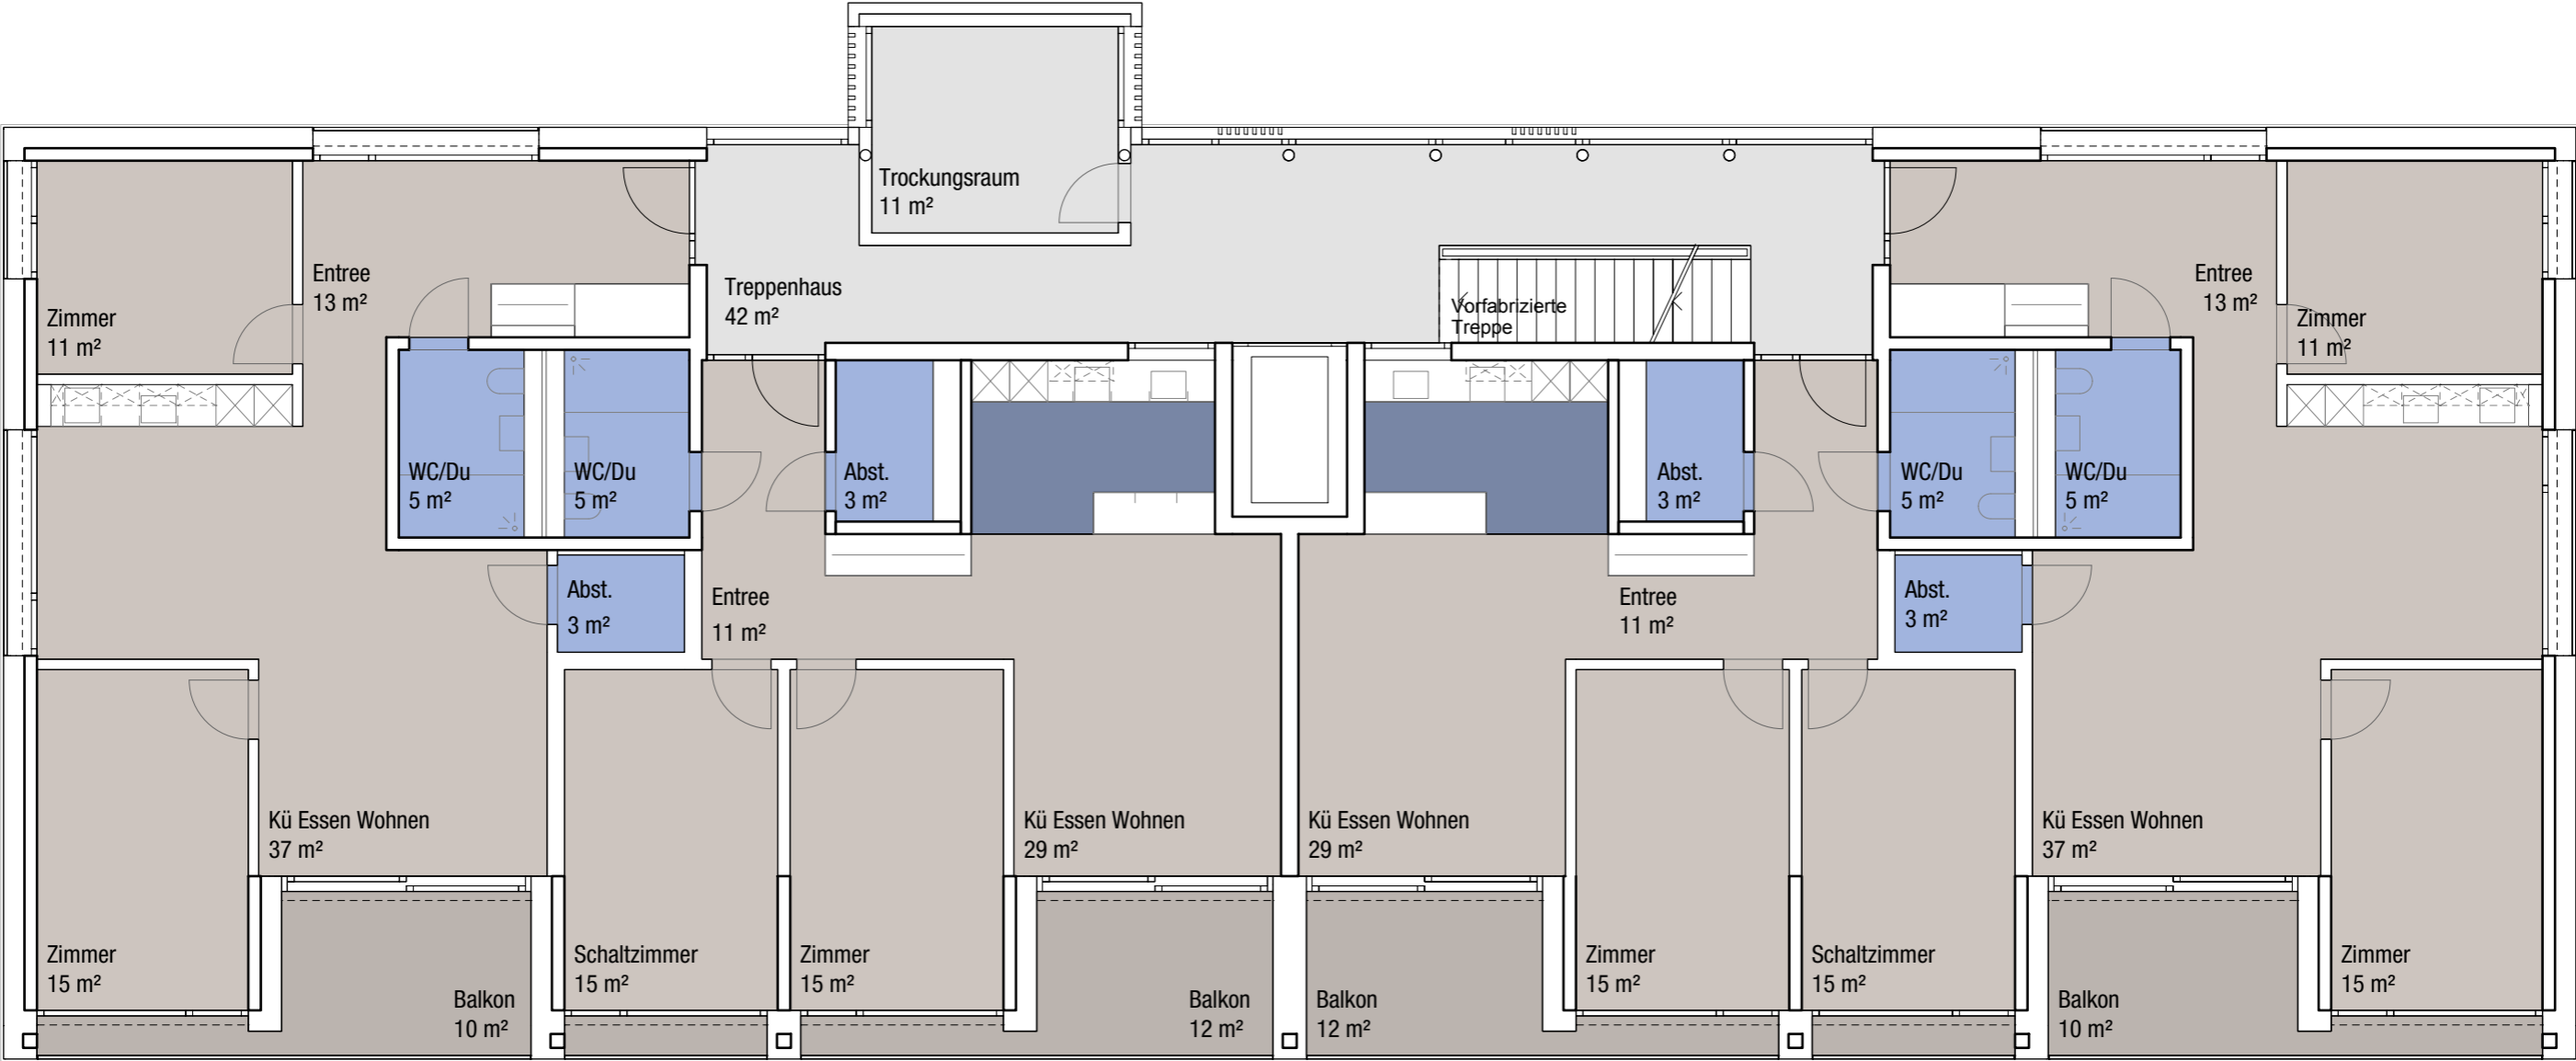 Trockungsraum
11 m²
Entree
13 m²
Treppenhaus
42 m²
Vorfabrizierte
Treppe
Entree
13 m²
Zimmer
11 m²
Zimmer
11 m²
WC/Du
5 m²
WC/Du
5 m²
Abst.
3 m²
Abst.
3 m²
WC/Du
5 m²
WC/Du
5 m²
Abst.
3 m²
Entree
11 m²
Entree
11 m²
Abst.
3 m²
Kü Essen Wohnen
37 m²
Kü Essen Wohnen
29 m²
Kü Essen Wohnen
29 m²
Kü Essen Wohnen
37 m²
Zimmer
15 m²
Schaltzimmer
15 m²
Zimmer
15 m²
Zimmer
15 m²
Schaltzimmer
15 m²
Zimmer
15 m²
Balkon
10 m²
Balkon
12 m²
Balkon
12 m²
Balkon
10 m²